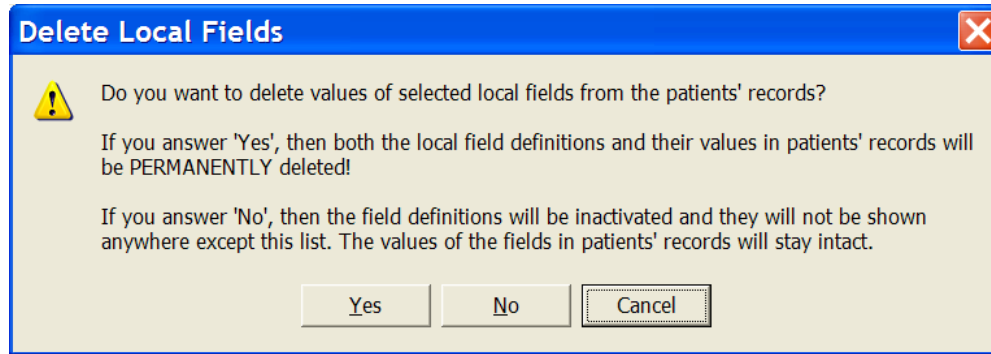 Delete Local Fields
Do you want to delete values of selected local fields from the patients' records?
If you answer 'Yes', then both the local field definitions and their values in patients' records will
be PERMANENTLY deleted!
If you answer 'No', then the field definitions will be inactivated and they will not be shown
anywhere except this list. The values of the fields in patients' records will stay intact.
Yes No Cancel